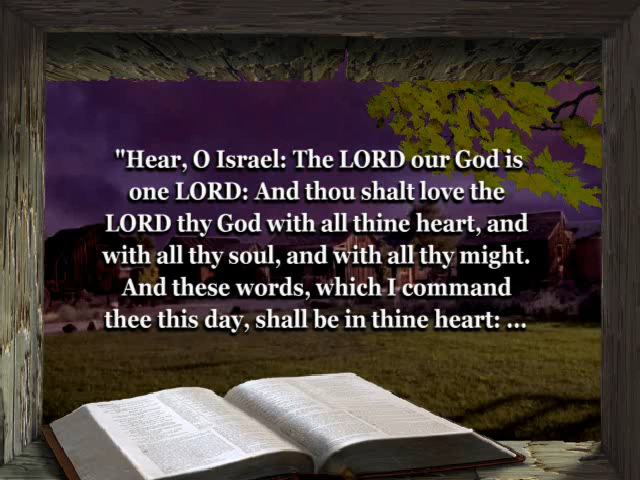 "Hear, O Israel: The LORD our God is
one LORD: And thou shalt love the
LORD thy God with all thine heart, and
with all thy soul, and with all thy might.
And these words, which I command
thee this day, shall be in thine heart: ...